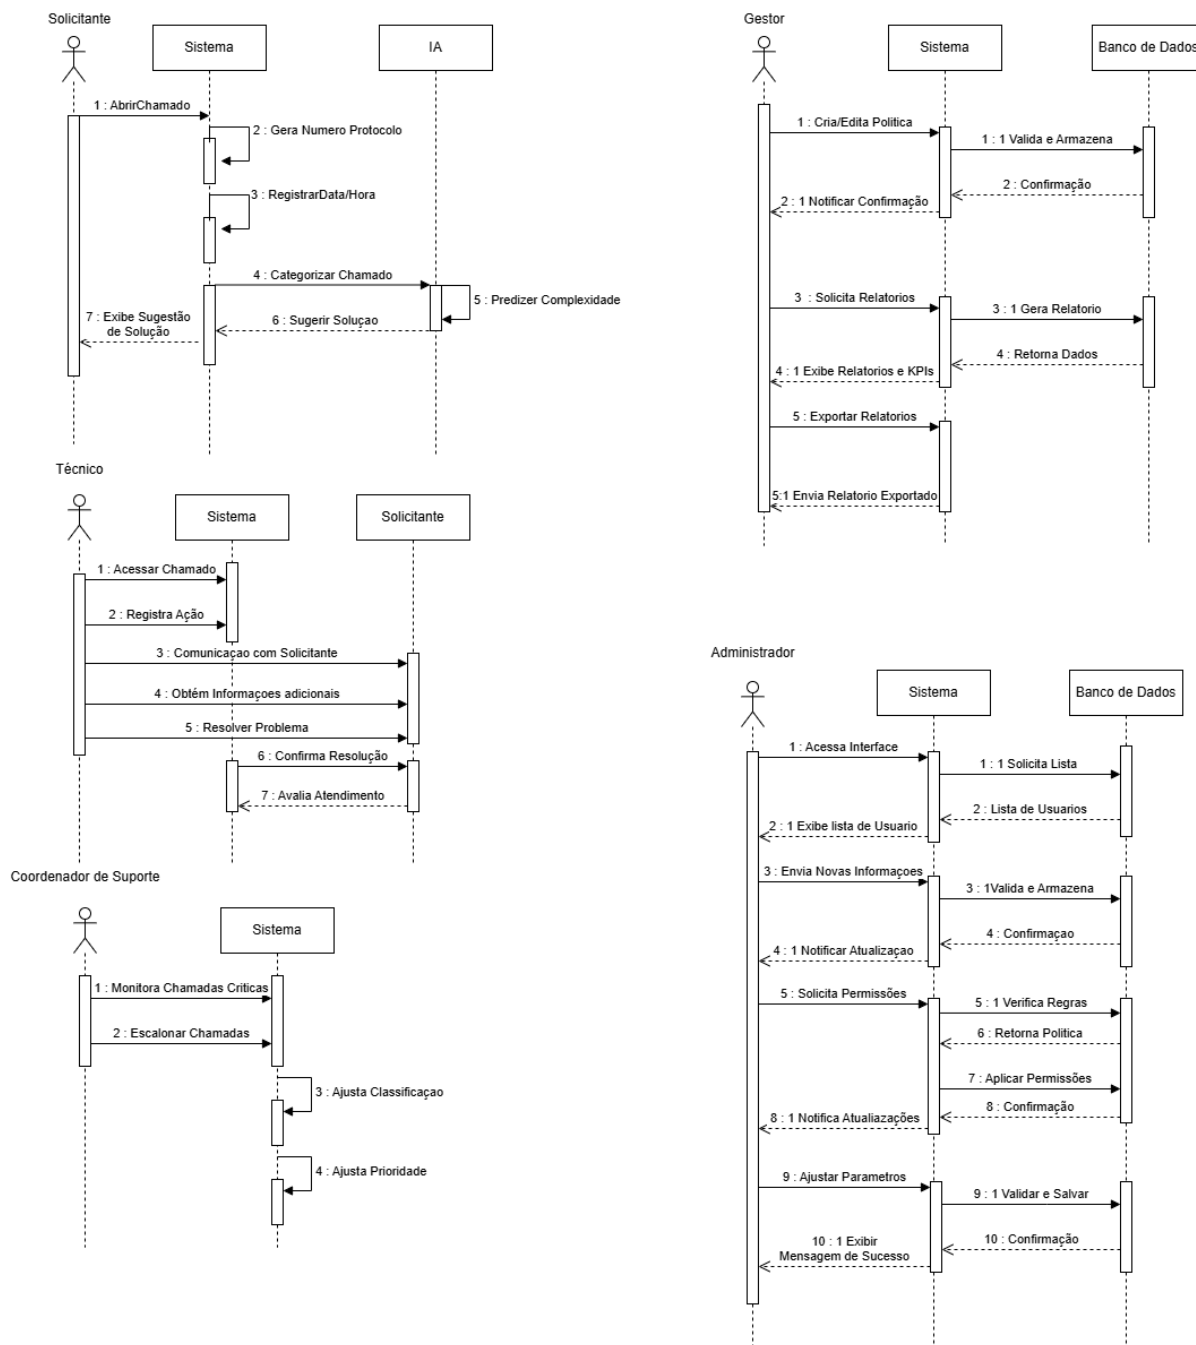 Solicitante
Sistema
IA
1 : AbrirChamado
2 : Gera Numero Protocolo
3 : RegistrarData/Hora
4 : Categorizar Chamado
5 : Predizer Complexidade
6 : Sugerir Soluçao
7 : Exibe Sugestão
de Solução
Gestor
Sistema
Banco de Dados
1 : Cria/Edita Politica
1 : 1 Valida e Armazena
2 : Confirmação
2 : 1 Notificar Confirmação
3 : Solicita Relatorios
3 : 1 Gera Relatorio
4 : Retorna Dados
4 : 1 Exibe Relatorios e KPIs
5 : Exportar Relatorios
5:1 Envia Relatorio Exportado
Técnico
Sistema
Solicitante
1 : Acessar Chamado
2 : Registra Ação
3 : Comunicaçao com Solicitante
4 : Obtém Informaçoes adicionais
5 : Resolver Problema
6 : Confirma Resolução
7 : Avalia Atendimento
Coordenador de Suporte
Sistema
1 : Monitora Chamadas Criticas
2 : Escalonar Chamadas
3 : Ajusta Classificaçao
4 : Ajusta Prioridade
Administrador
Sistema
Banco de Dados
1 : Acessa Interface
1 : 1 Solicita Lista
2 : Lista de Usuarios
2 : 1 Exibe lista de Usuario
3 : Envia Novas Informaçoes
3 : 1Valida e Armazena
4 : Confirmaçao
4 : 1 Notificar Atualizaçao
5 : Solicita Permissões
5 : 1 Verifica Regras
6 : Retorna Politica
7 : Aplicar Permissões
8 : Confirmação
8 : 1 Notifica Atualiazações
9 : Ajustar Parametros
9 : 1 Validar e Salvar
10 : Confirmação
10 : 1 Exibir
Mensagem de Sucesso